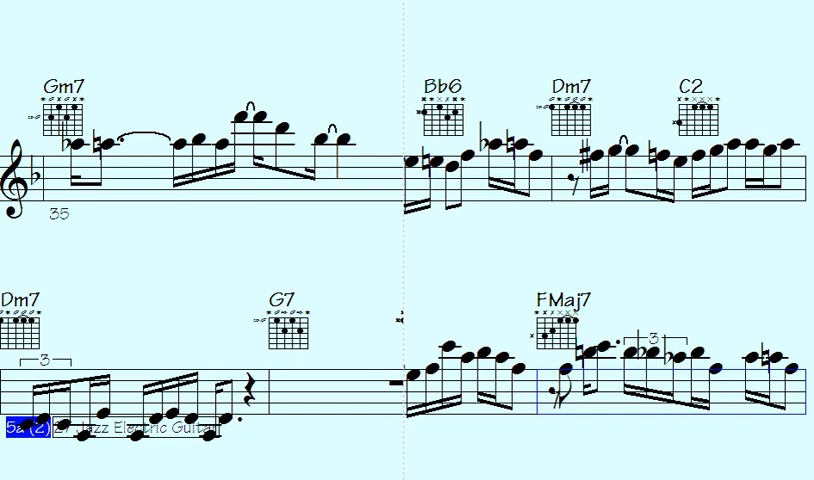 Gm7 Bb6 Dm7 C2
35
Dm7 G7 FMaj7
3 3
5a (2) 27 Jazz Electric Guitar